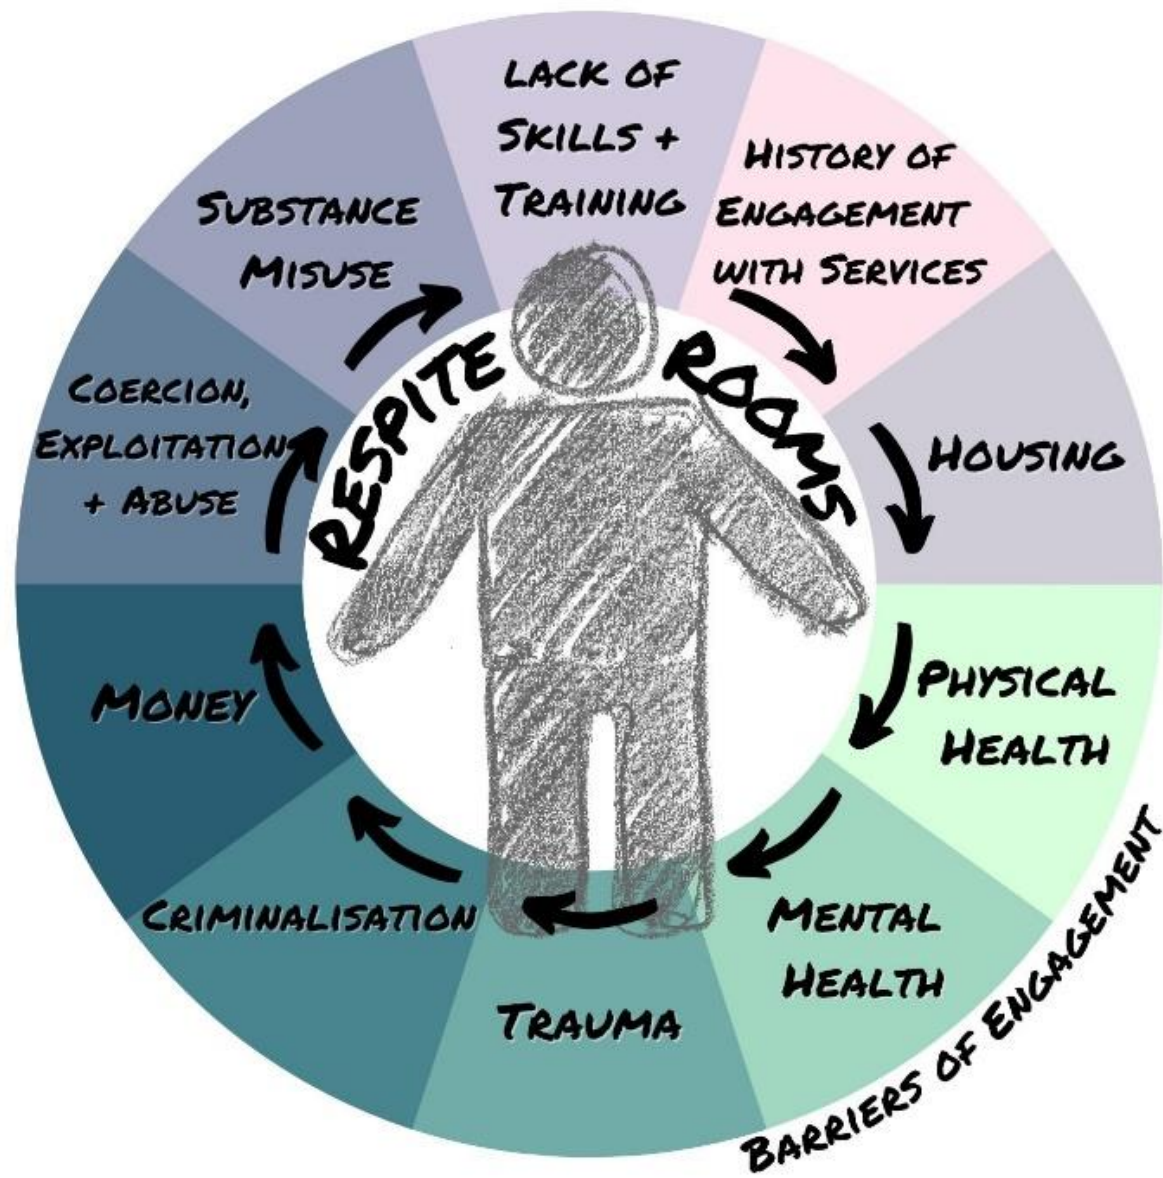 LACK OF
SKILLS +
TRAINING
HISTORY OF
ENGAGEMENT
WITH SERVICES
HOUSING
PHYSICAL
HEALTH
MENTAL
HEALTH
TRAUMA
CRIMINALISATION
MONEY
COERCION,
EXPLOITATION
+ ABUSE
SUBSTANCE
MISUSE
RESPITE ROOMS
BARRIERS OF ENGAGEMENT